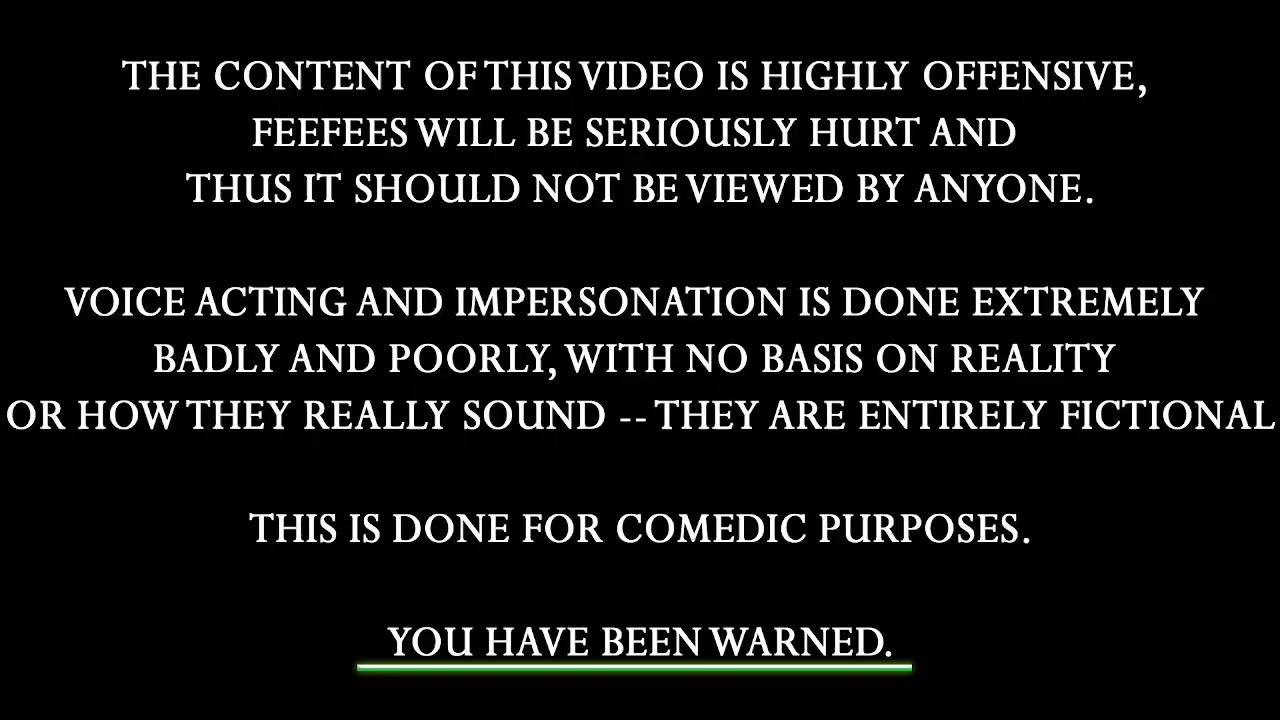 THE CONTENT OF THIS VIDEO IS HIGHLY OFFENSIVE,
FEEFEES WILL BE SERIOUSLY HURT AND
THUS IT SHOULD NOT BE VIEWED BY ANYONE.
VOICE ACTING AND IMPERSONATION IS DONE EXTREMELY
BADLY AND POORLY, WITH NO BASIS ON REALITY
OR HOW THEY REALLY SOUND -- THEY ARE ENTIRELY FICTIONAL
THIS IS DONE FOR COMEDIC PURPOSES.
YOU HAVE BEEN WARNED.